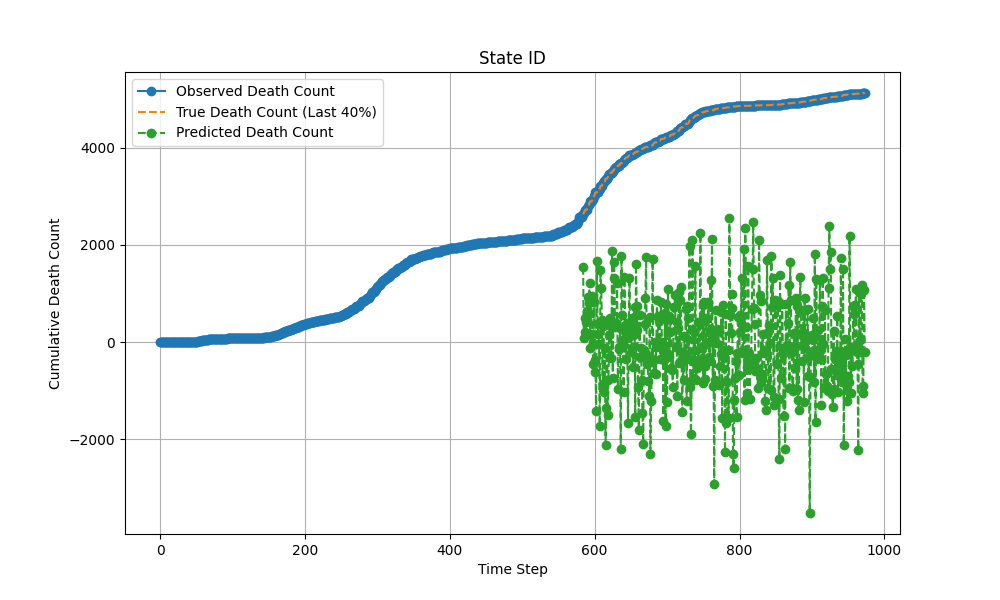 State ID
Observed Death Count
True Death Count (Last 40%)
Predicted Death Count
Cumulative Death Count
4000
2000
0
−2000
0 200 400 600 800 1000
Time Step